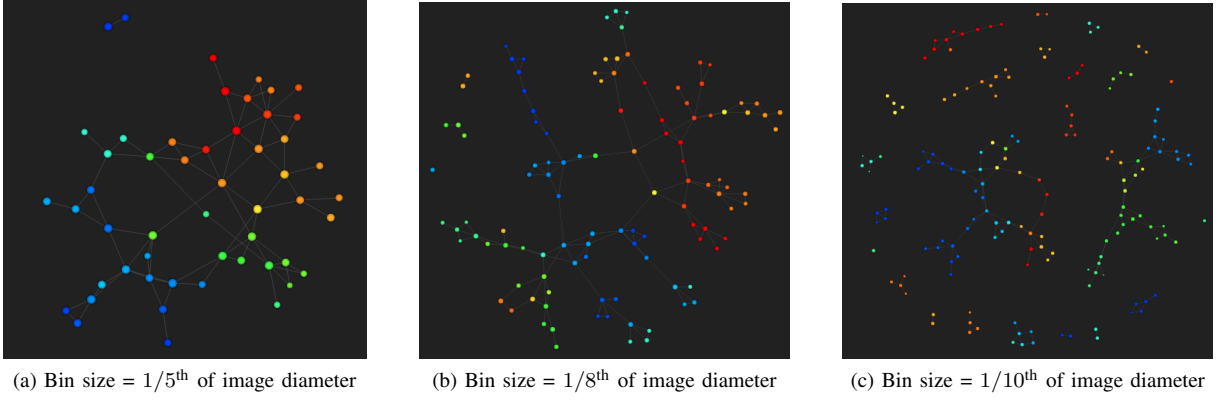 (a) Bin size = 1/5th of image diameter
(b) Bin size = 1/8th of image diameter
(c) Bin size = 1/10th of image diameter